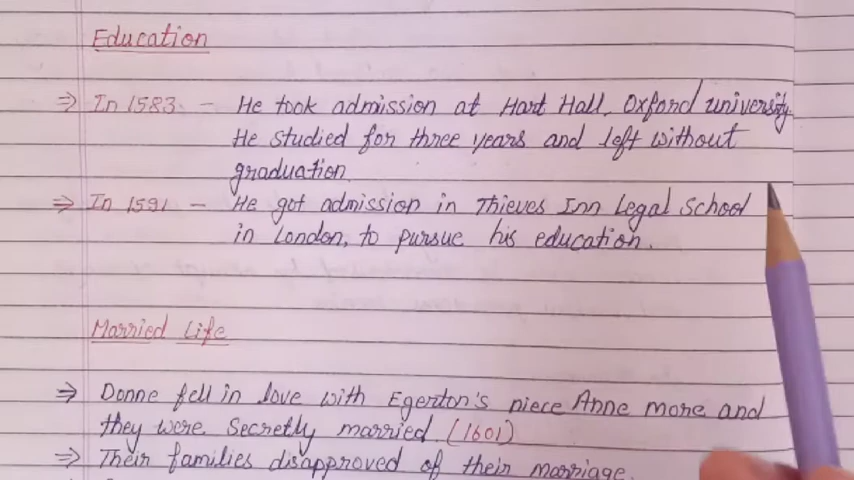 Education
⇒ In 1583 - He took admission at Hart Hall, Oxford university.
He studied for three years and left without
graduation.
⇒ In 1591 - He got admission in Thieves Inn Legal School
in London, to pursue his education.
Married Life
⇒ Donne fell in love with Egerton's niece Anne more and
they were secretly married. (1601)
⇒ Their families disapproved of their marriage.